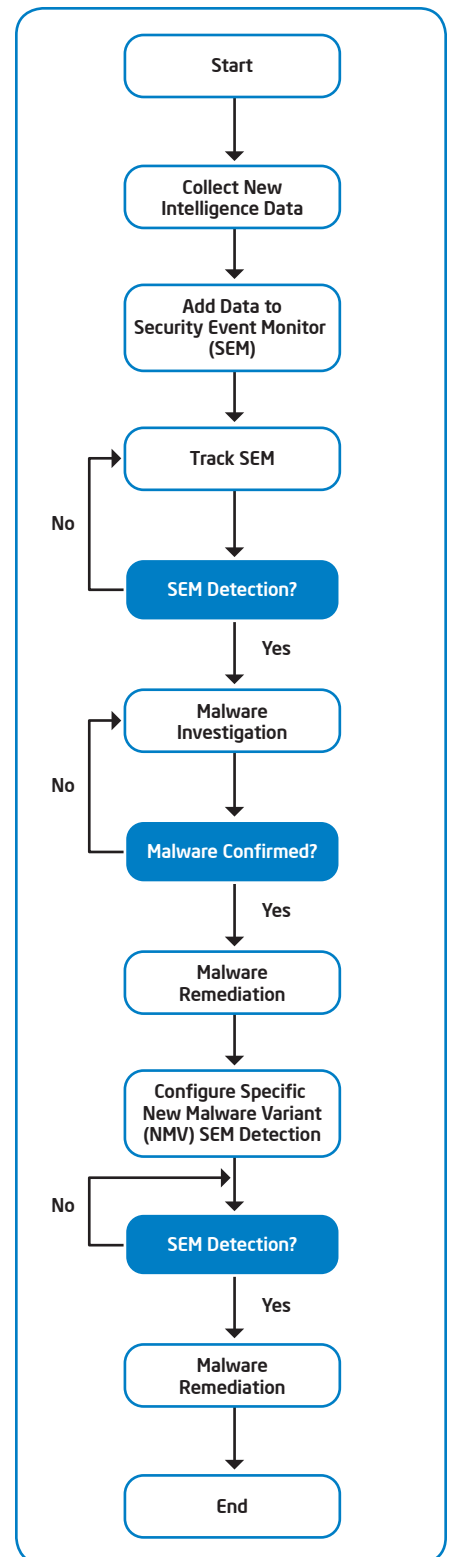 Start
Collect New
Intelligence Data
Add Data to
Security Event Monitor
(SEM)
Track SEM
No
SEM Detection?
Yes
Malware
Investigation
No
Malware Confirmed?
Yes
Malware
Remediation
Configure Specific
New Malware Variant
(NMV) SEM Detection
No
SEM Detection?
Yes
Malware
Remediation
End